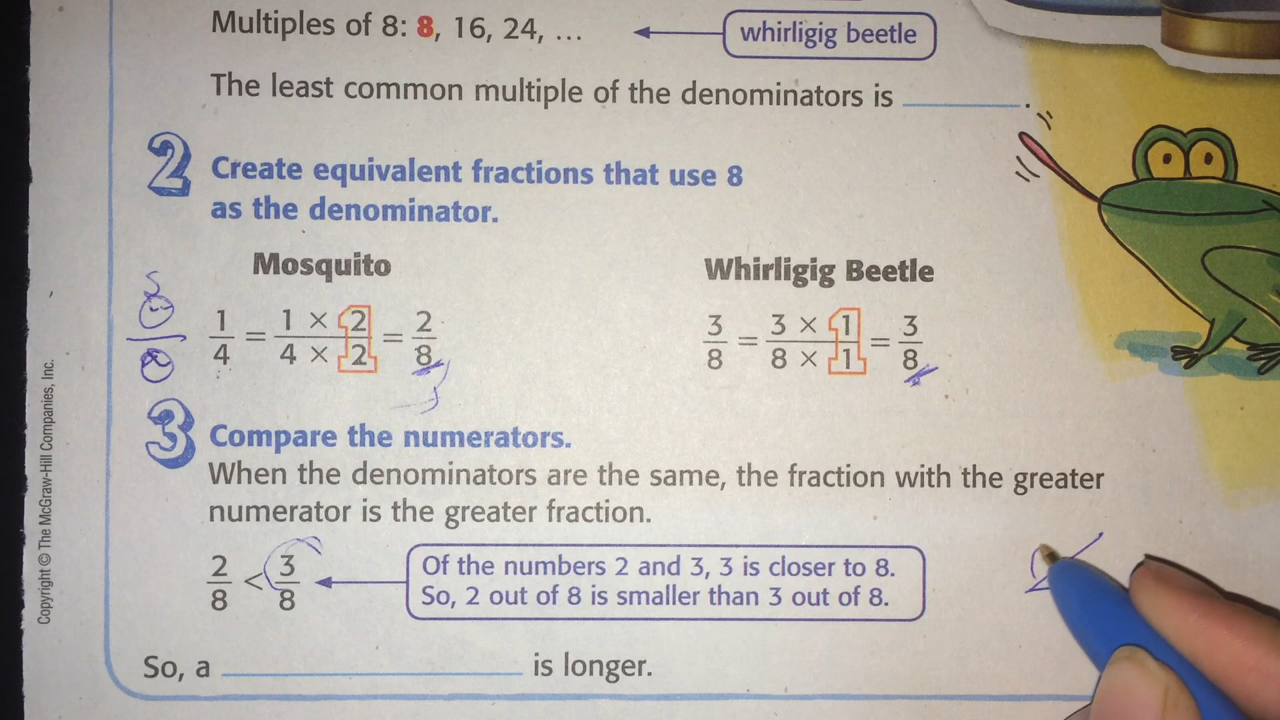 Multiples of 8: 8, 16, 24, ...
whirligig beetle
The least common multiple of the denominators is ________.
2 Create equivalent fractions that use 8
as the denominator.
Mosquito
1/4 = 1 × 2/4 × 2 = 2/8
Whirligig Beetle
3/8 = 3 × 1/8 × 1 = 3/8
3 Compare the numerators.
When the denominators are the same, the fraction with the greater
numerator is the greater fraction.
2/8 < 3/8
Of the numbers 2 and 3, 3 is closer to 8.
So, 2 out of 8 is smaller than 3 out of 8.
So, a ________ is longer.
Copyright © The McGraw-Hill Companies, Inc.